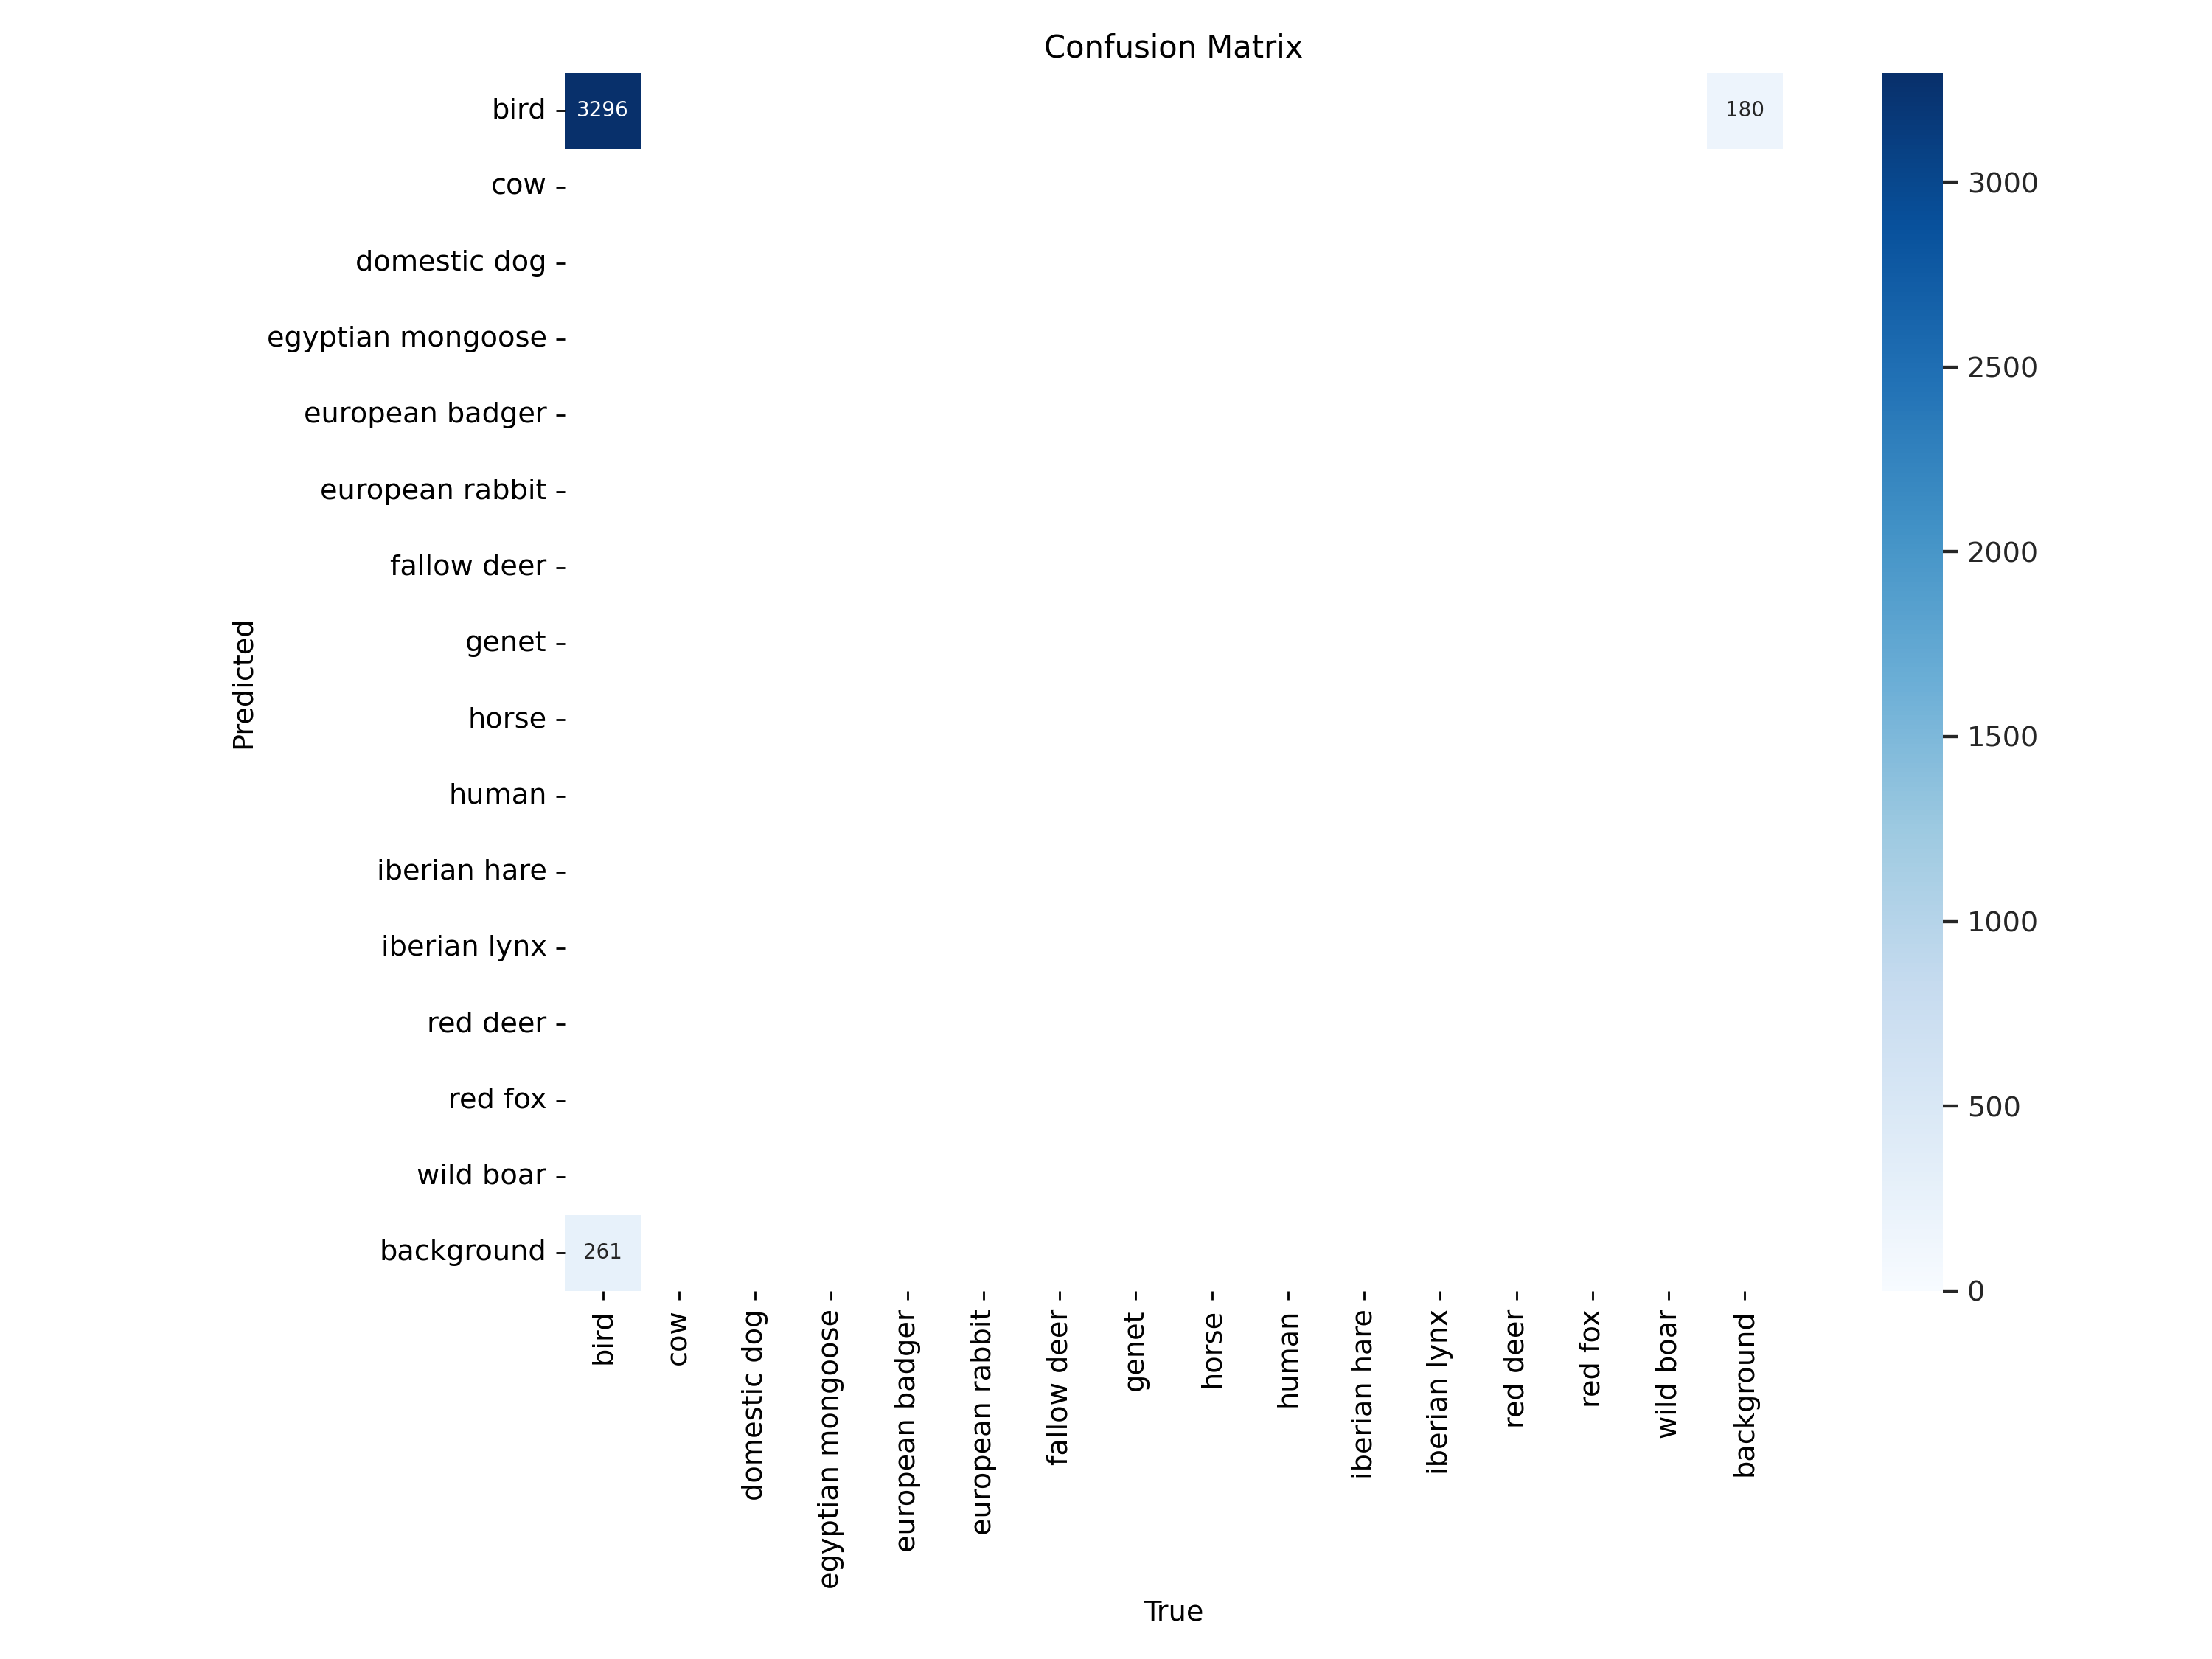 Confusion Matrix
bird
3296
180
cow
domestic dog
egyptian mongoose
european badger
european rabbit
fallow deer
genet
horse
human
iberian hare
iberian lynx
red deer
red fox
wild boar
background
261
Predicted
bird
cow
domestic dog
egyptian mongoose
european badger
european rabbit
fallow deer
genet
horse
human
iberian hare
iberian lynx
red deer
red fox
wild boar
background
True
3000
2500
2000
1500
1000
500
0